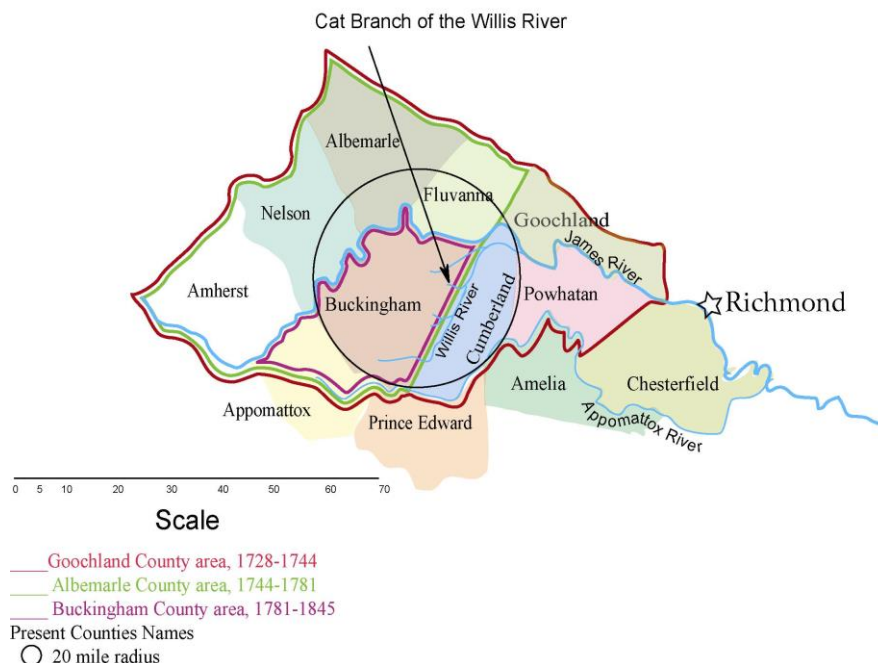 Cat Branch of the Willis River
Albemarle
Fluvanna
Nelson
Goochland
James River
Amherst
Buckingham
Willis River
Cumberland
Powhatan
Richmond
Appomattox
Prince Edward
Amelia
Chesterfield
Appomattox River
0 5 10 20 30 40 50 60 70
Scale
____Goochland County area, 1728-1744
____ Albemarle County area, 1744-1781
____ Buckingham County area, 1781-1845
Present Counties Names
20 mile radius